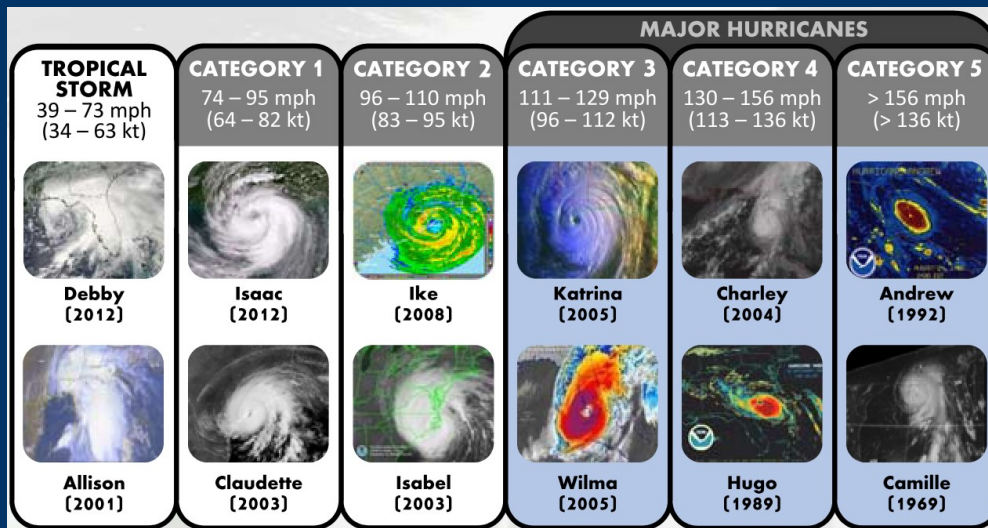 MAJOR HURRICANES
TROPICAL
STORM
39 – 73 mph
(34 – 63 kt)
CATEGORY 1
74 – 95 mph
(64 – 82 kt)
CATEGORY 2
96 – 110 mph
(83 – 95 kt)
CATEGORY 3
111 – 129 mph
(96 – 112 kt)
CATEGORY 4
130 – 156 mph
(113 – 136 kt)
CATEGORY 5
> 156 mph
(> 136 kt)
Debby
(2012)
Isaac
(2012)
Ike
(2008)
Katrina
(2005)
Charley
(2004)
HURRICANE ANDREW
Andrew
(1992)
Allison
(2001)
Claudette
(2003)
Isabel
(2003)
Wilma
(2005)
Hugo
(1989)
Camille
(1969)